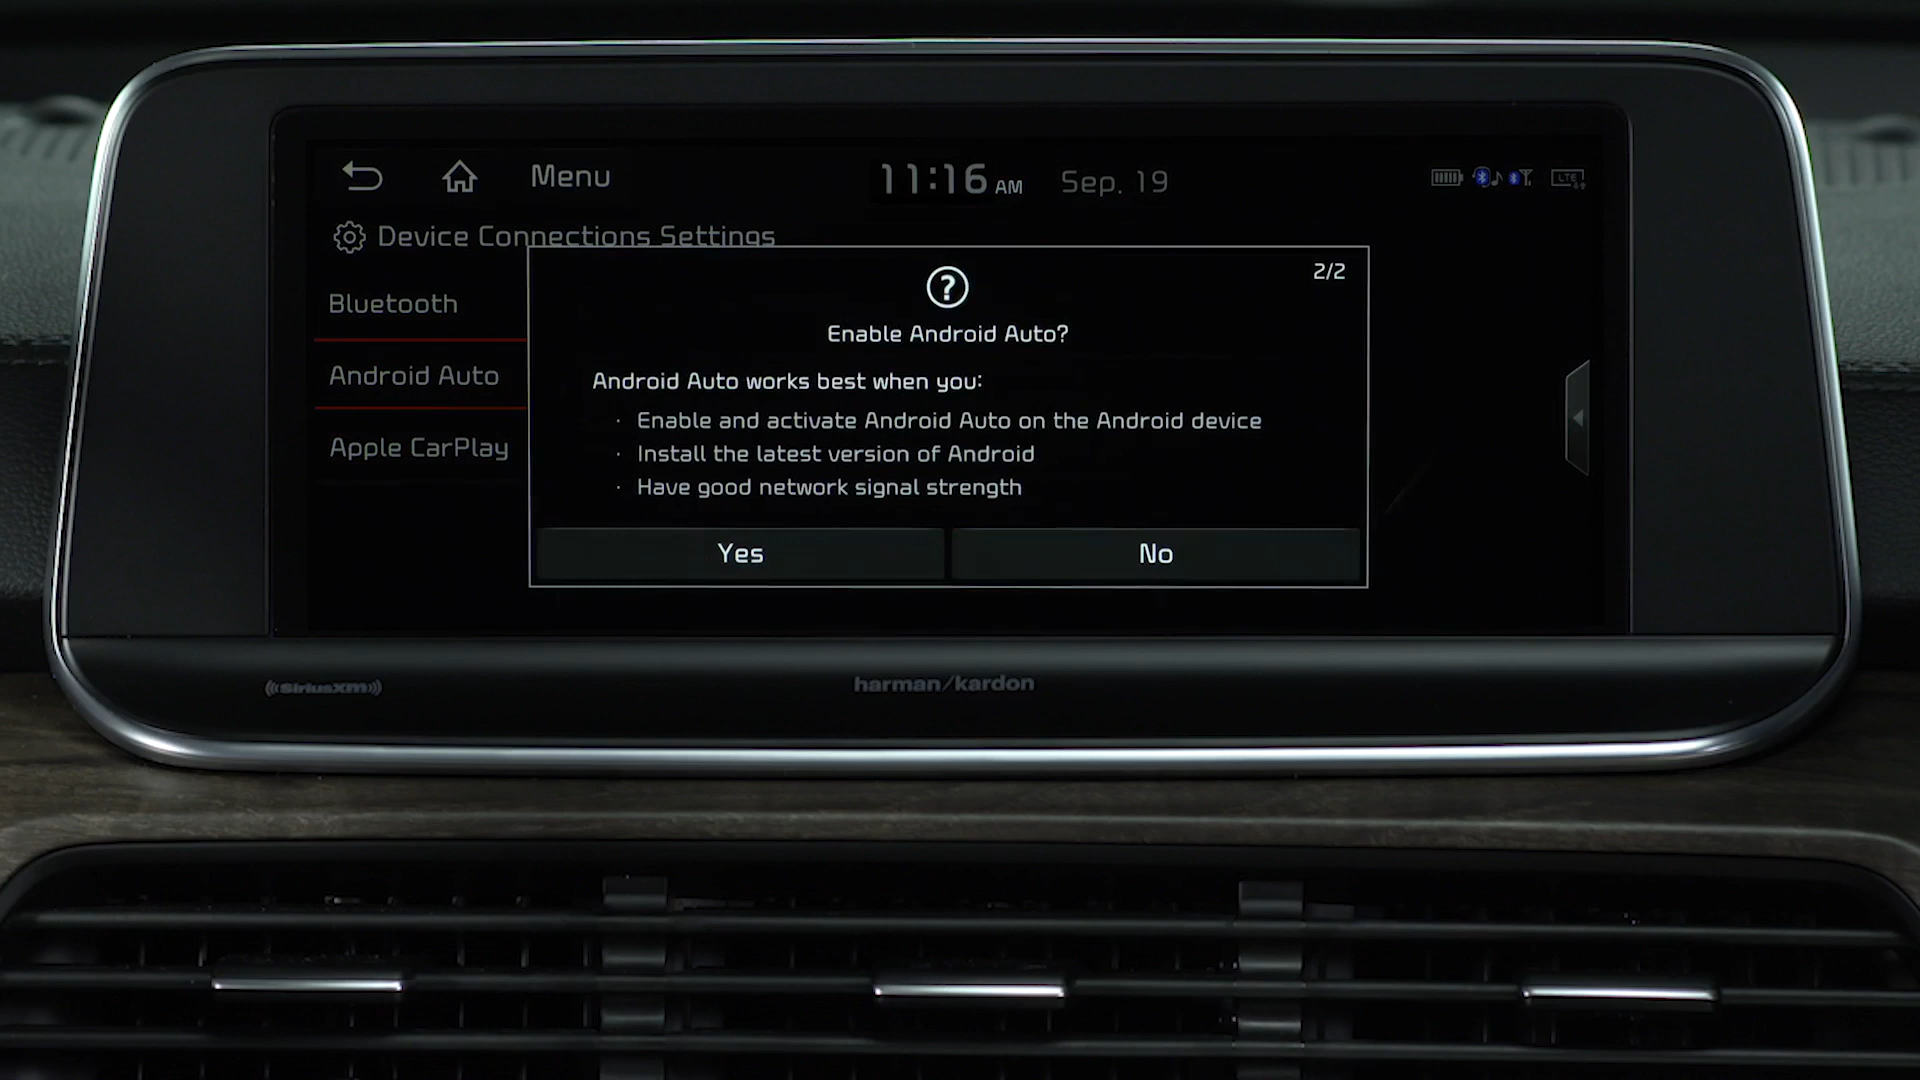 Menu
11:16 AM
Sep. 19
LTE
Device Connections Settings
Bluetooth
Android Auto
Apple CarPlay
2/2
?
Enable Android Auto?
Android Auto works best when you:
· Enable and activate Android Auto on the Android device
· Install the latest version of Android
· Have good network signal strength
Yes
No
((SiriusXM))
harman/kardon